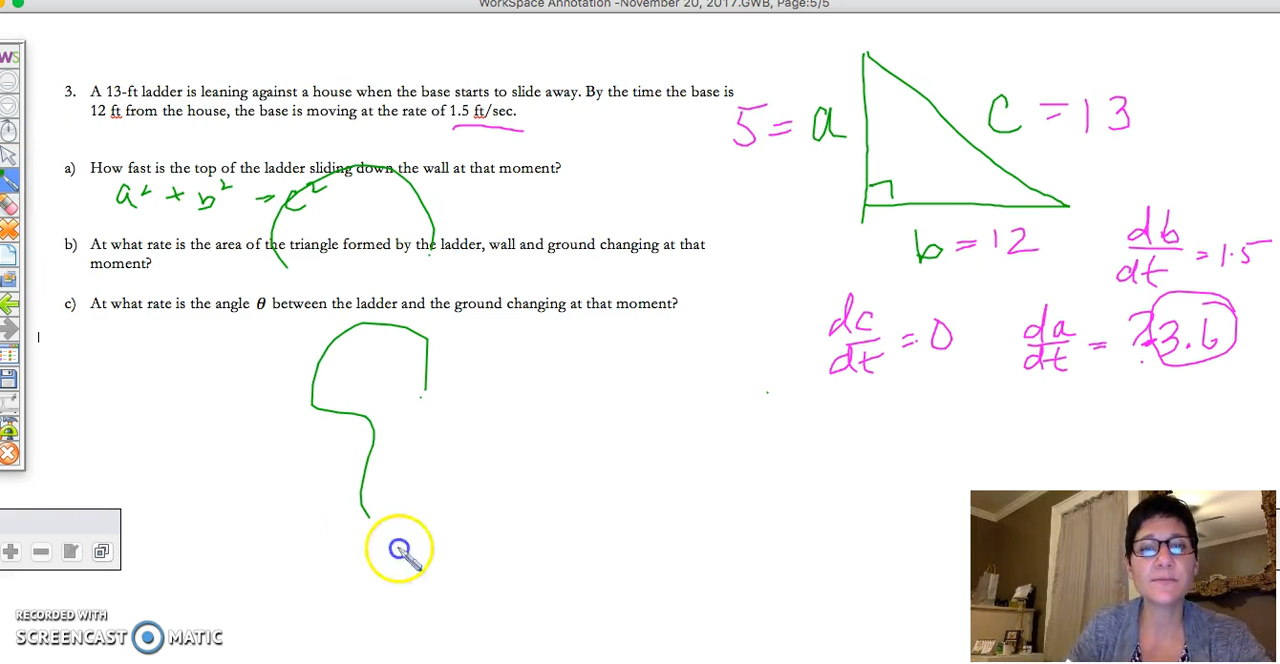 WorkSpace Annotation -November 20, 2017.GWB, Page:5/5
WS
3. A 13-ft ladder is leaning against a house when the base starts to slide away. By the time the base is
12 ft from the house, the base is moving at the rate of 1.5 ft/sec.
a) How fast is the top of the ladder sliding down the wall at that moment?
a² + b² = c²
b) At what rate is the area of the triangle formed by the ladder, wall and ground changing at that
moment?
c) At what rate is the angle θ between the ladder and the ground changing at that moment?
5 = a
c = 13
b = 12
db/dt = 1.5
dc/dt = 0
da/dt = ? 3.6
RECORDED WITH
SCREENCAST MATIC